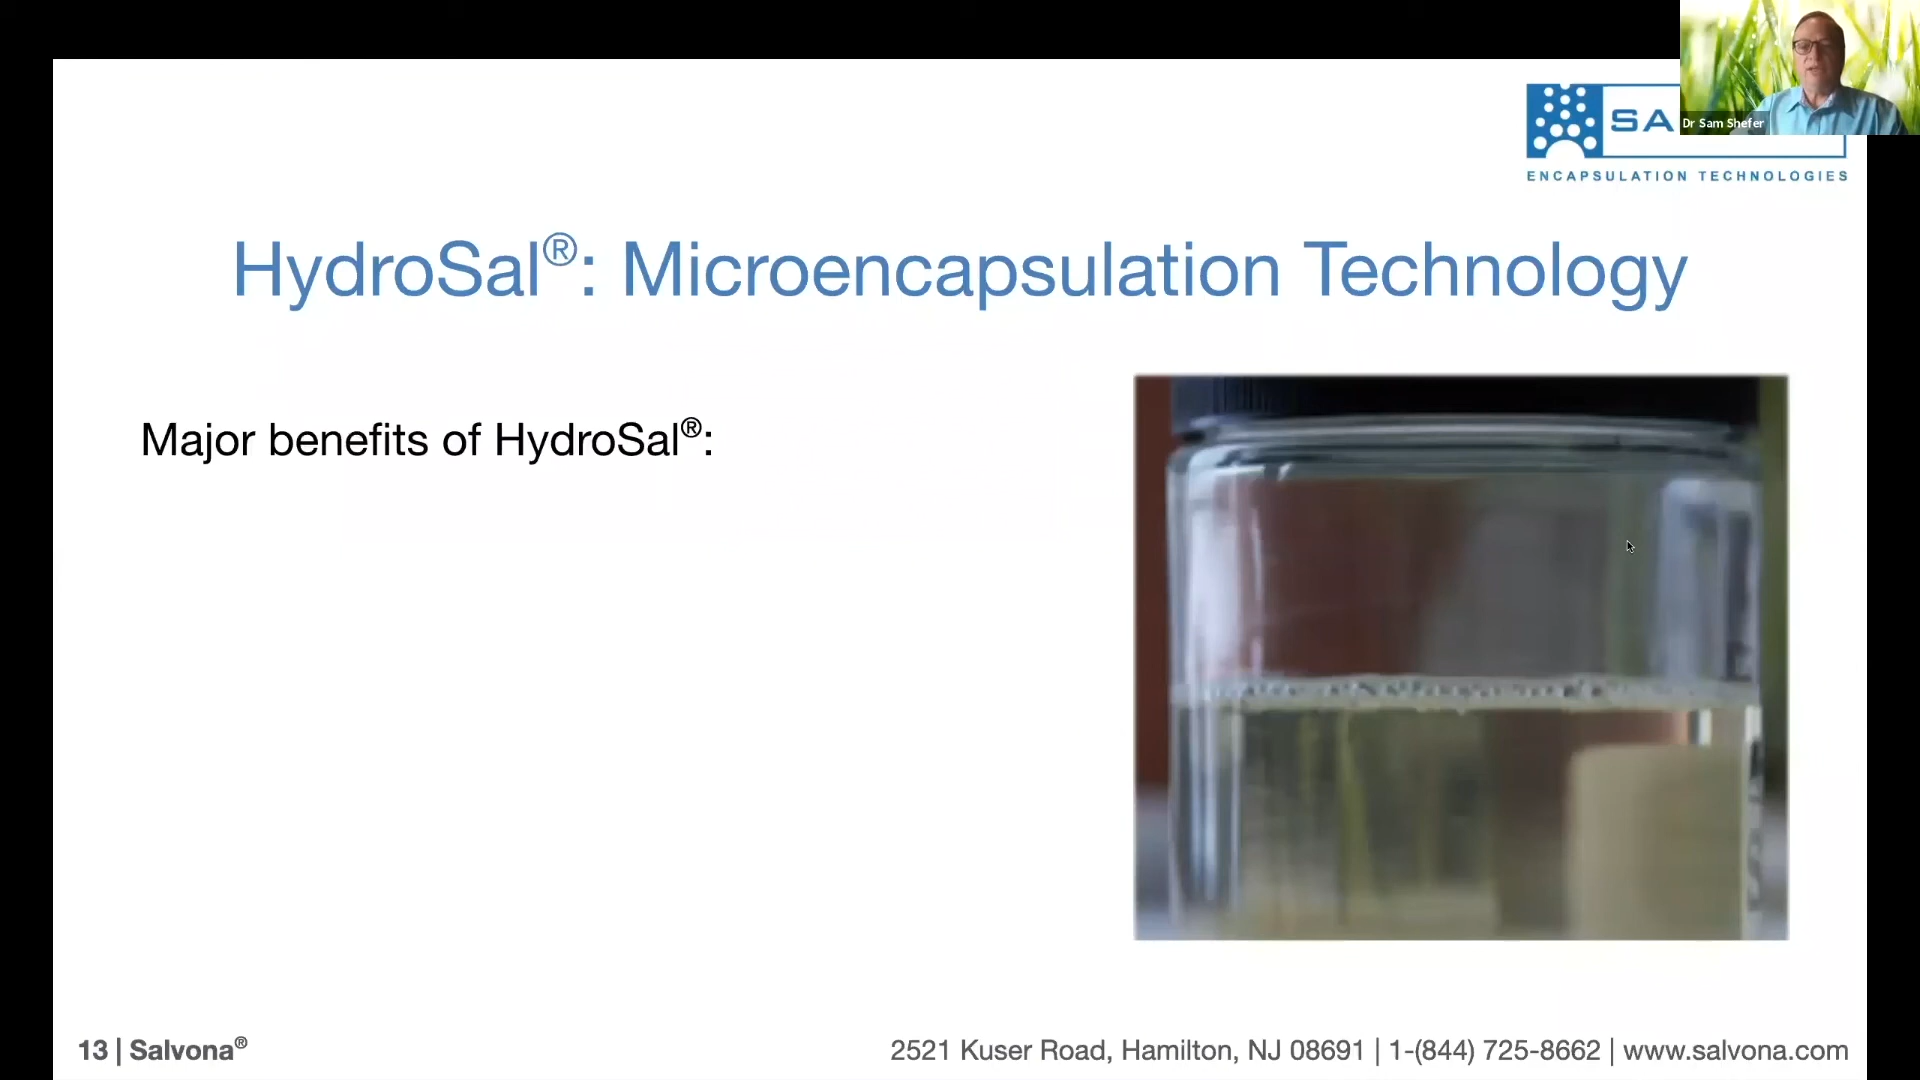 Dr Sam Shefer
SA
ENCAPSULATION TECHNOLOGIES
HydroSal®: Microencapsulation Technology
Major benefits of HydroSal®:
13 | Salvona®
2521 Kuser Road, Hamilton, NJ 08691 | 1-(844) 725-8662 | www.salvona.com